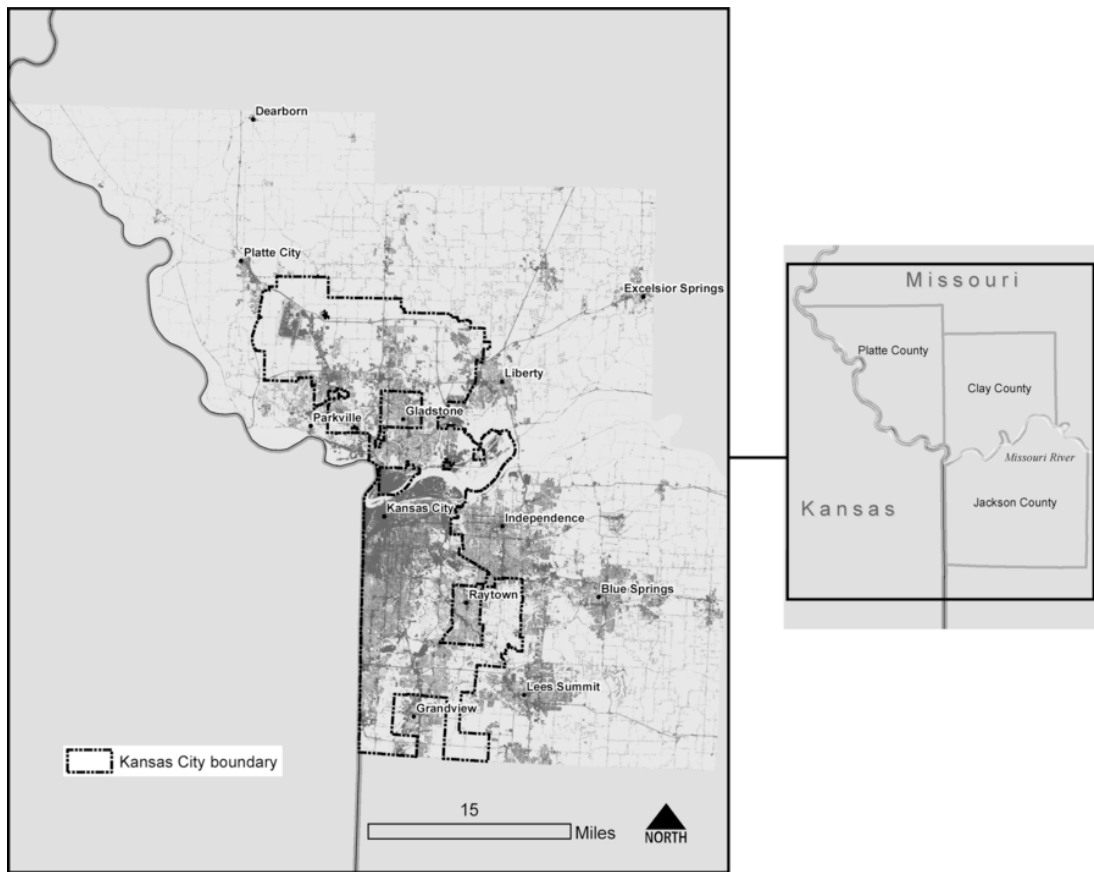 Dearborn
Platte City
Excelsior Springs
Liberty
Parkville
Gladstone
Kansas City
Independence
Raytown
Blue Springs
Lees Summit
Grandview
Kansas City boundary
15
Miles
NORTH
Missouri
Platte County
Clay County
Missouri River
Kansas
Jackson County